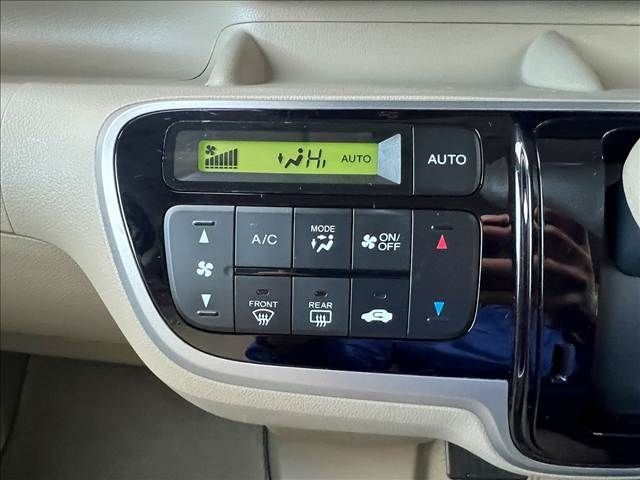 Hi AUTO
AUTO
A/C
MODE
ON/
OFF
FRONT
REAR